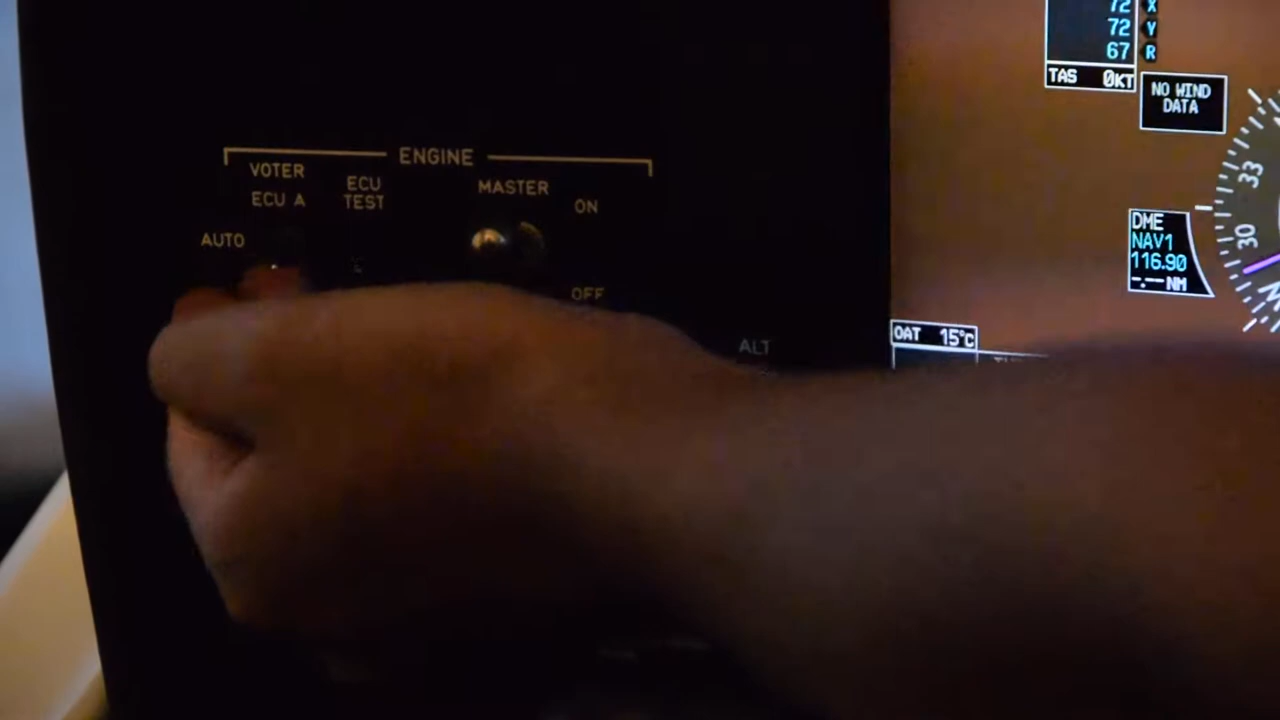 ENGINE
VOTER
ECU A
AUTO
ECU
TEST
MASTER
ON
OFF
ALT
72 X
72 Y
67 R
TAS 0KT
NO WIND
DATA
33
30
DME
NAV1
116.90
-.-- NM
OAT 15°C